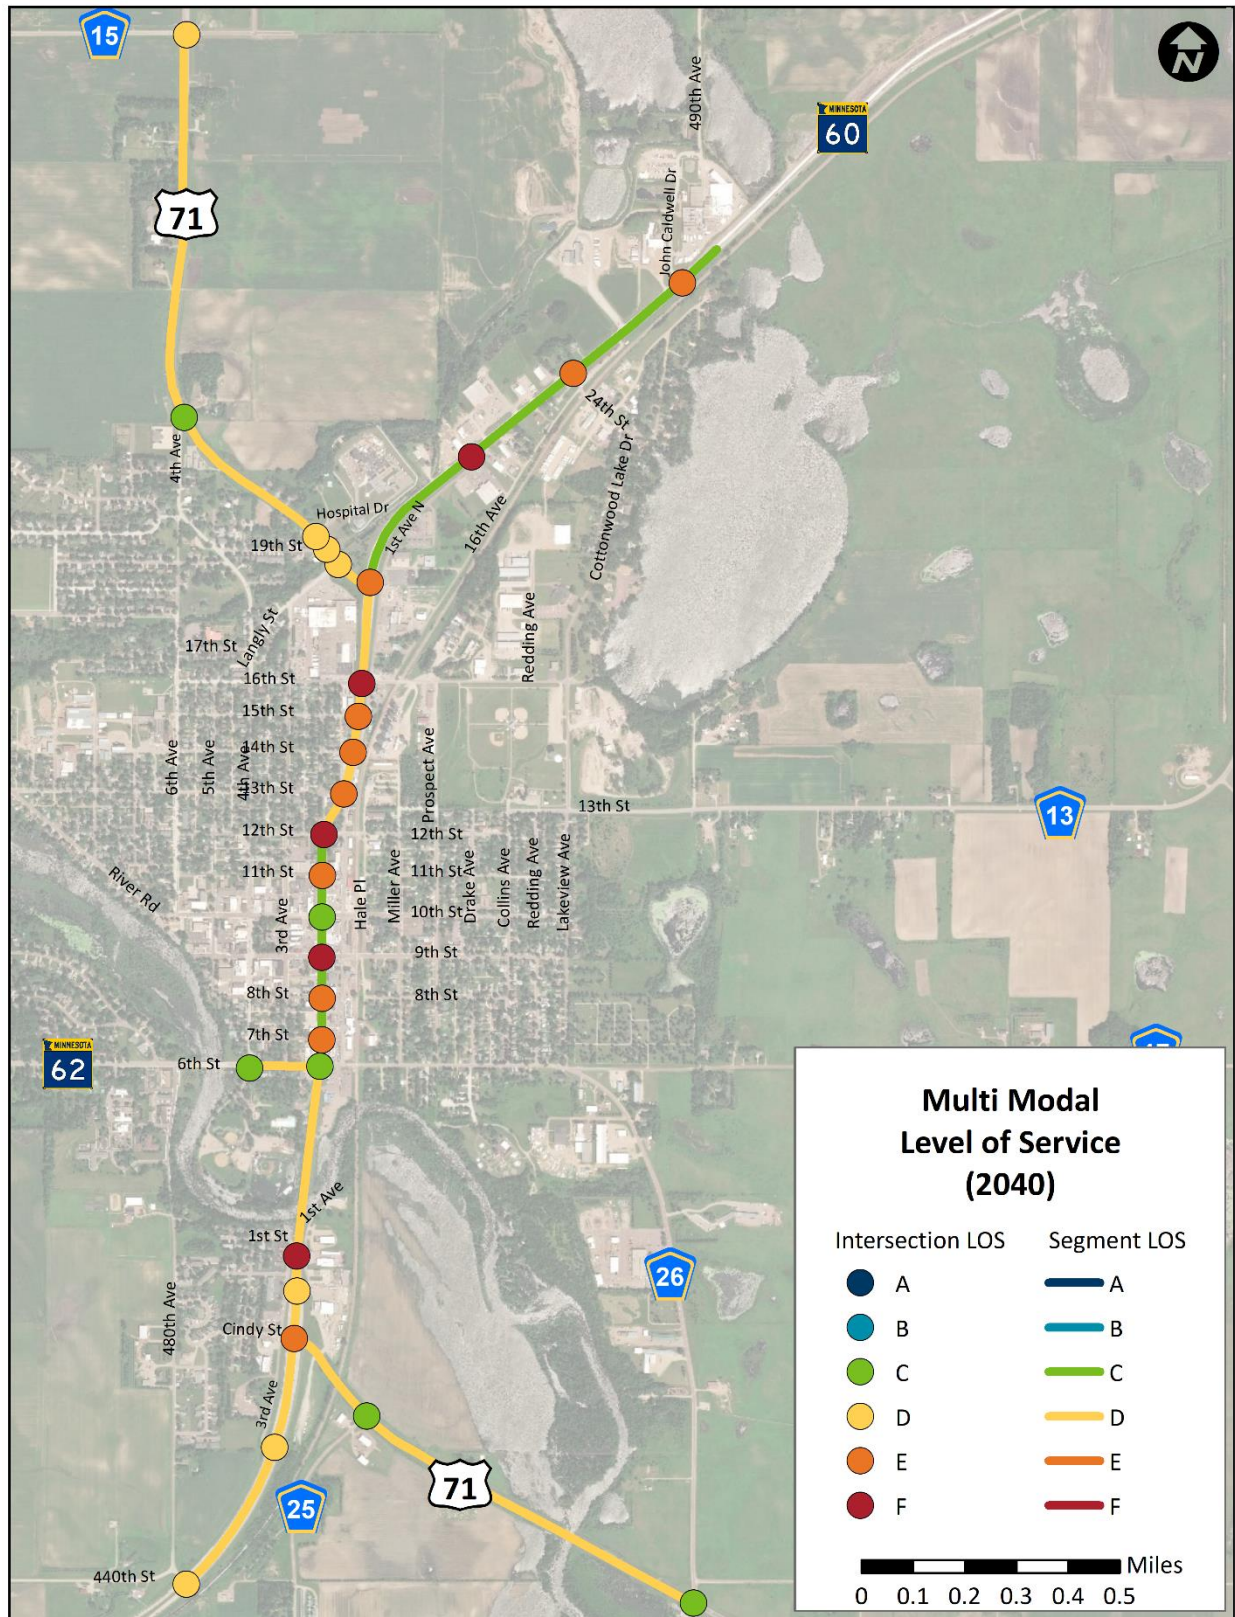 15
N
490th Ave
MINNESOTA
60
John Caldwell Dr
71
24th St
4th Ave
Cottonwood Lake Dr
Hospital Dr
1st Ave N
16th Ave
19th St
Redding Ave
Langly St
17th St
16th St
15th St
14th St
6th Ave
5th Ave
4th Ave
Prospect Ave
13th St
13th St
13
12th St
12th St
11th St
11th St
River Rd
3rd Ave
Hale Pl
Miller Ave
Drake Ave
Collins Ave
Redding Ave
Lakeview Ave
10th St
9th St
8th St
8th St
7th St
MINNESOTA
62
6th St
1st Ave
1st St
26
480th Ave
Cindy St
3rd Ave
71
25
440th St
Multi Modal
Level of Service
(2040)
Intersection LOS Segment LOS
A A
B B
C C
D D
E E
F F
Miles
0 0.1 0.2 0.3 0.4 0.5